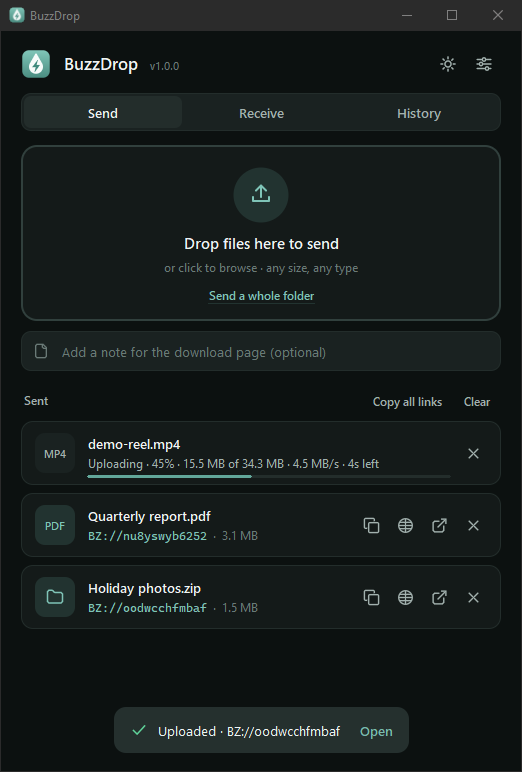 BuzzDrop
BuzzDrop v1.0.0
Send Receive History
Drop files here to send
or click to browse · any size, any type
Send a whole folder
Add a note for the download page (optional)
Sent Copy all links Clear
MP4
demo-reel.mp4
Uploading · 45% · 15.5 MB of 34.3 MB · 4.5 MB/s · 4s left
PDF
Quarterly report.pdf
BZ://nu8yswyb6252 · 3.1 MB
Holiday photos.zip
BZ://oodwcchfmbaf · 1.5 MB
Uploaded · BZ://oodwcchfmbaf Open